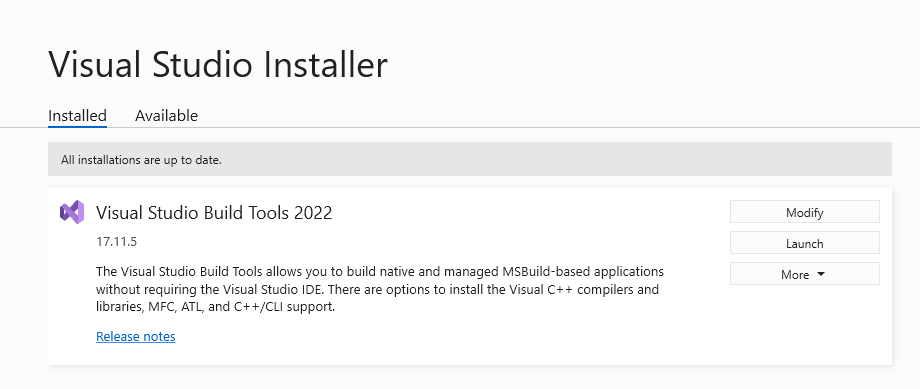 Visual Studio Installer
Installed Available
All installations are up to date.
Visual Studio Build Tools 2022
17.11.5
The Visual Studio Build Tools allows you to build native and managed MSBuild-based applications
without requiring the Visual Studio IDE. There are options to install the Visual C++ compilers and
libraries, MFC, ATL, and C++/CLI support.
Release notes
Modify
Launch
More